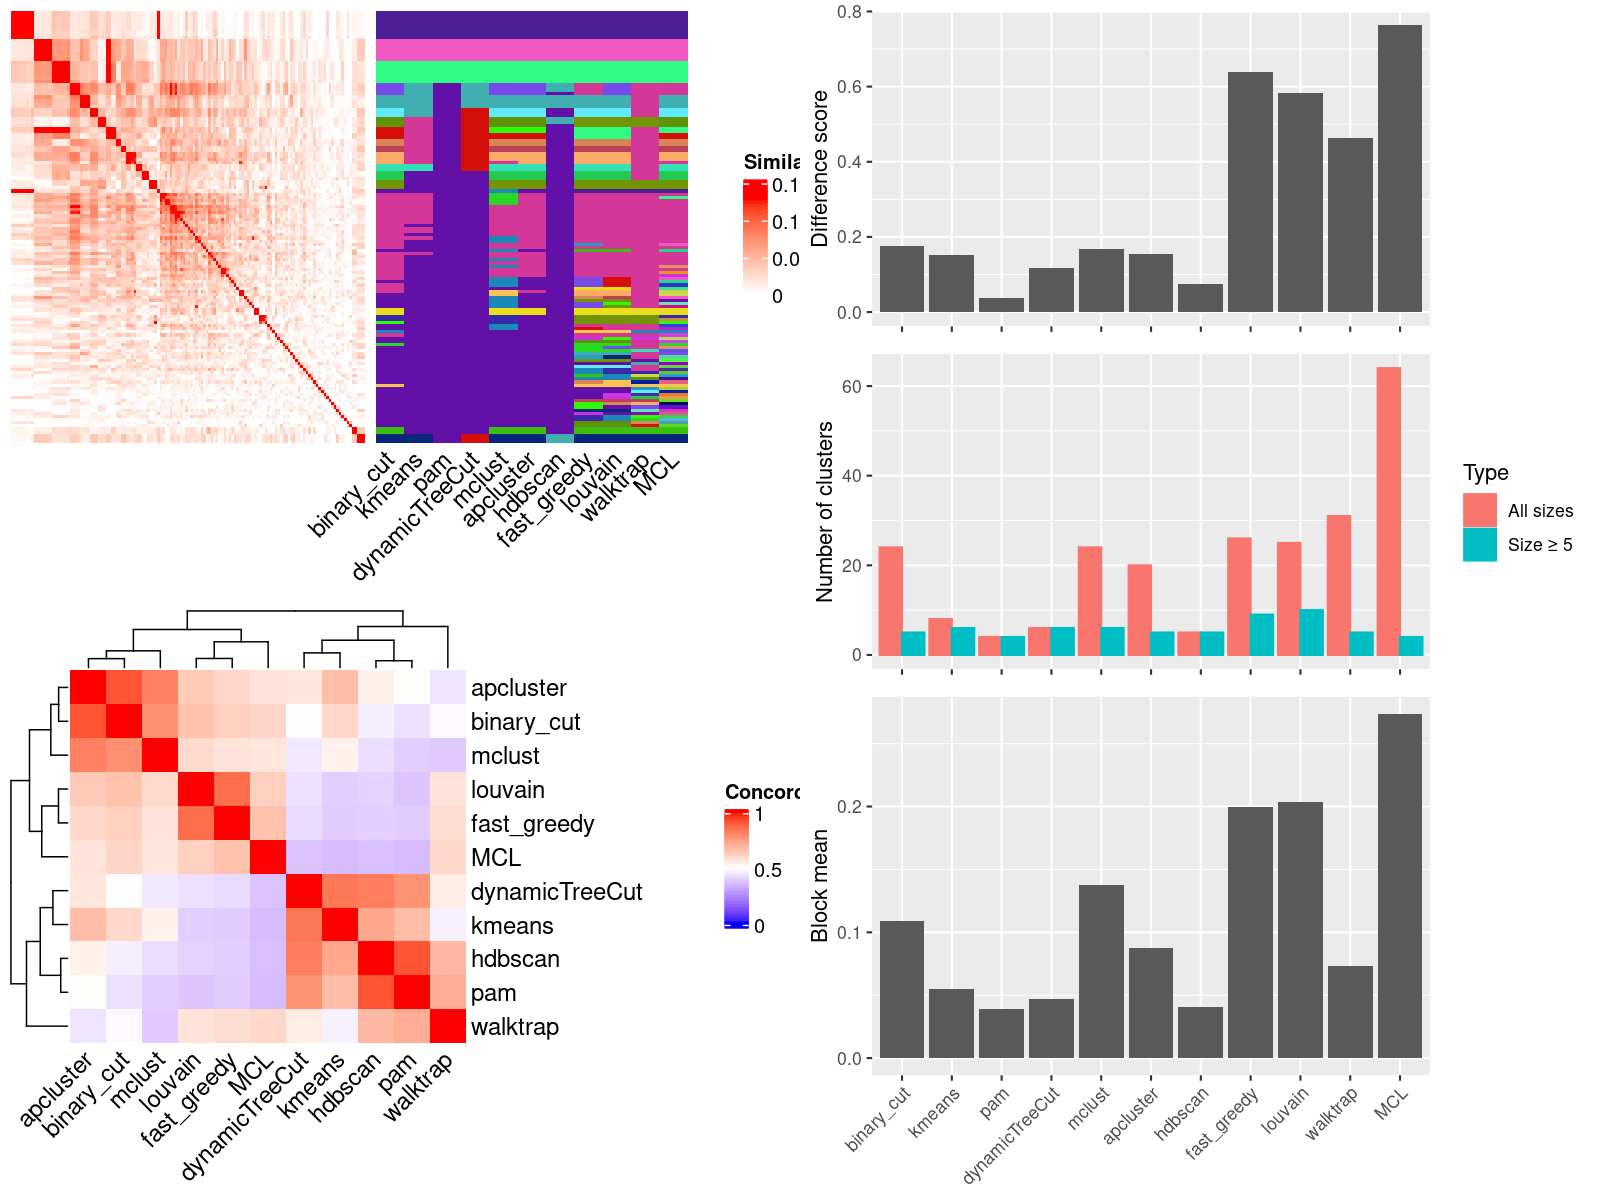 Simila
0.1
0.1
0.0
0
binary_cut
kmeans
pam
dynamicTreeCut
mclust
apcluster
hdbscan
fast_greedy
louvain
walktrap
MCL
apcluster
binary_cut
mclust
louvain
fast_greedy
MCL
dynamicTreeCut
kmeans
hdbscan
pam
walktrap
apcluster
binary_cut
mclust
louvain
fast_greedy
MCL
dynamicTreeCut
kmeans
hdbscan
pam
walktrap
Concord
1
0.5
0
Difference score
0.8
0.6
0.4
0.2
0.0
Number of clusters
60
40
20
0
Type
All sizes
Size ≥ 5
Block mean
0.2
0.1
0.0
binary_cut
kmeans
pam
dynamicTreeCut
mclust
apcluster
hdbscan
fast_greedy
louvain
walktrap
MCL